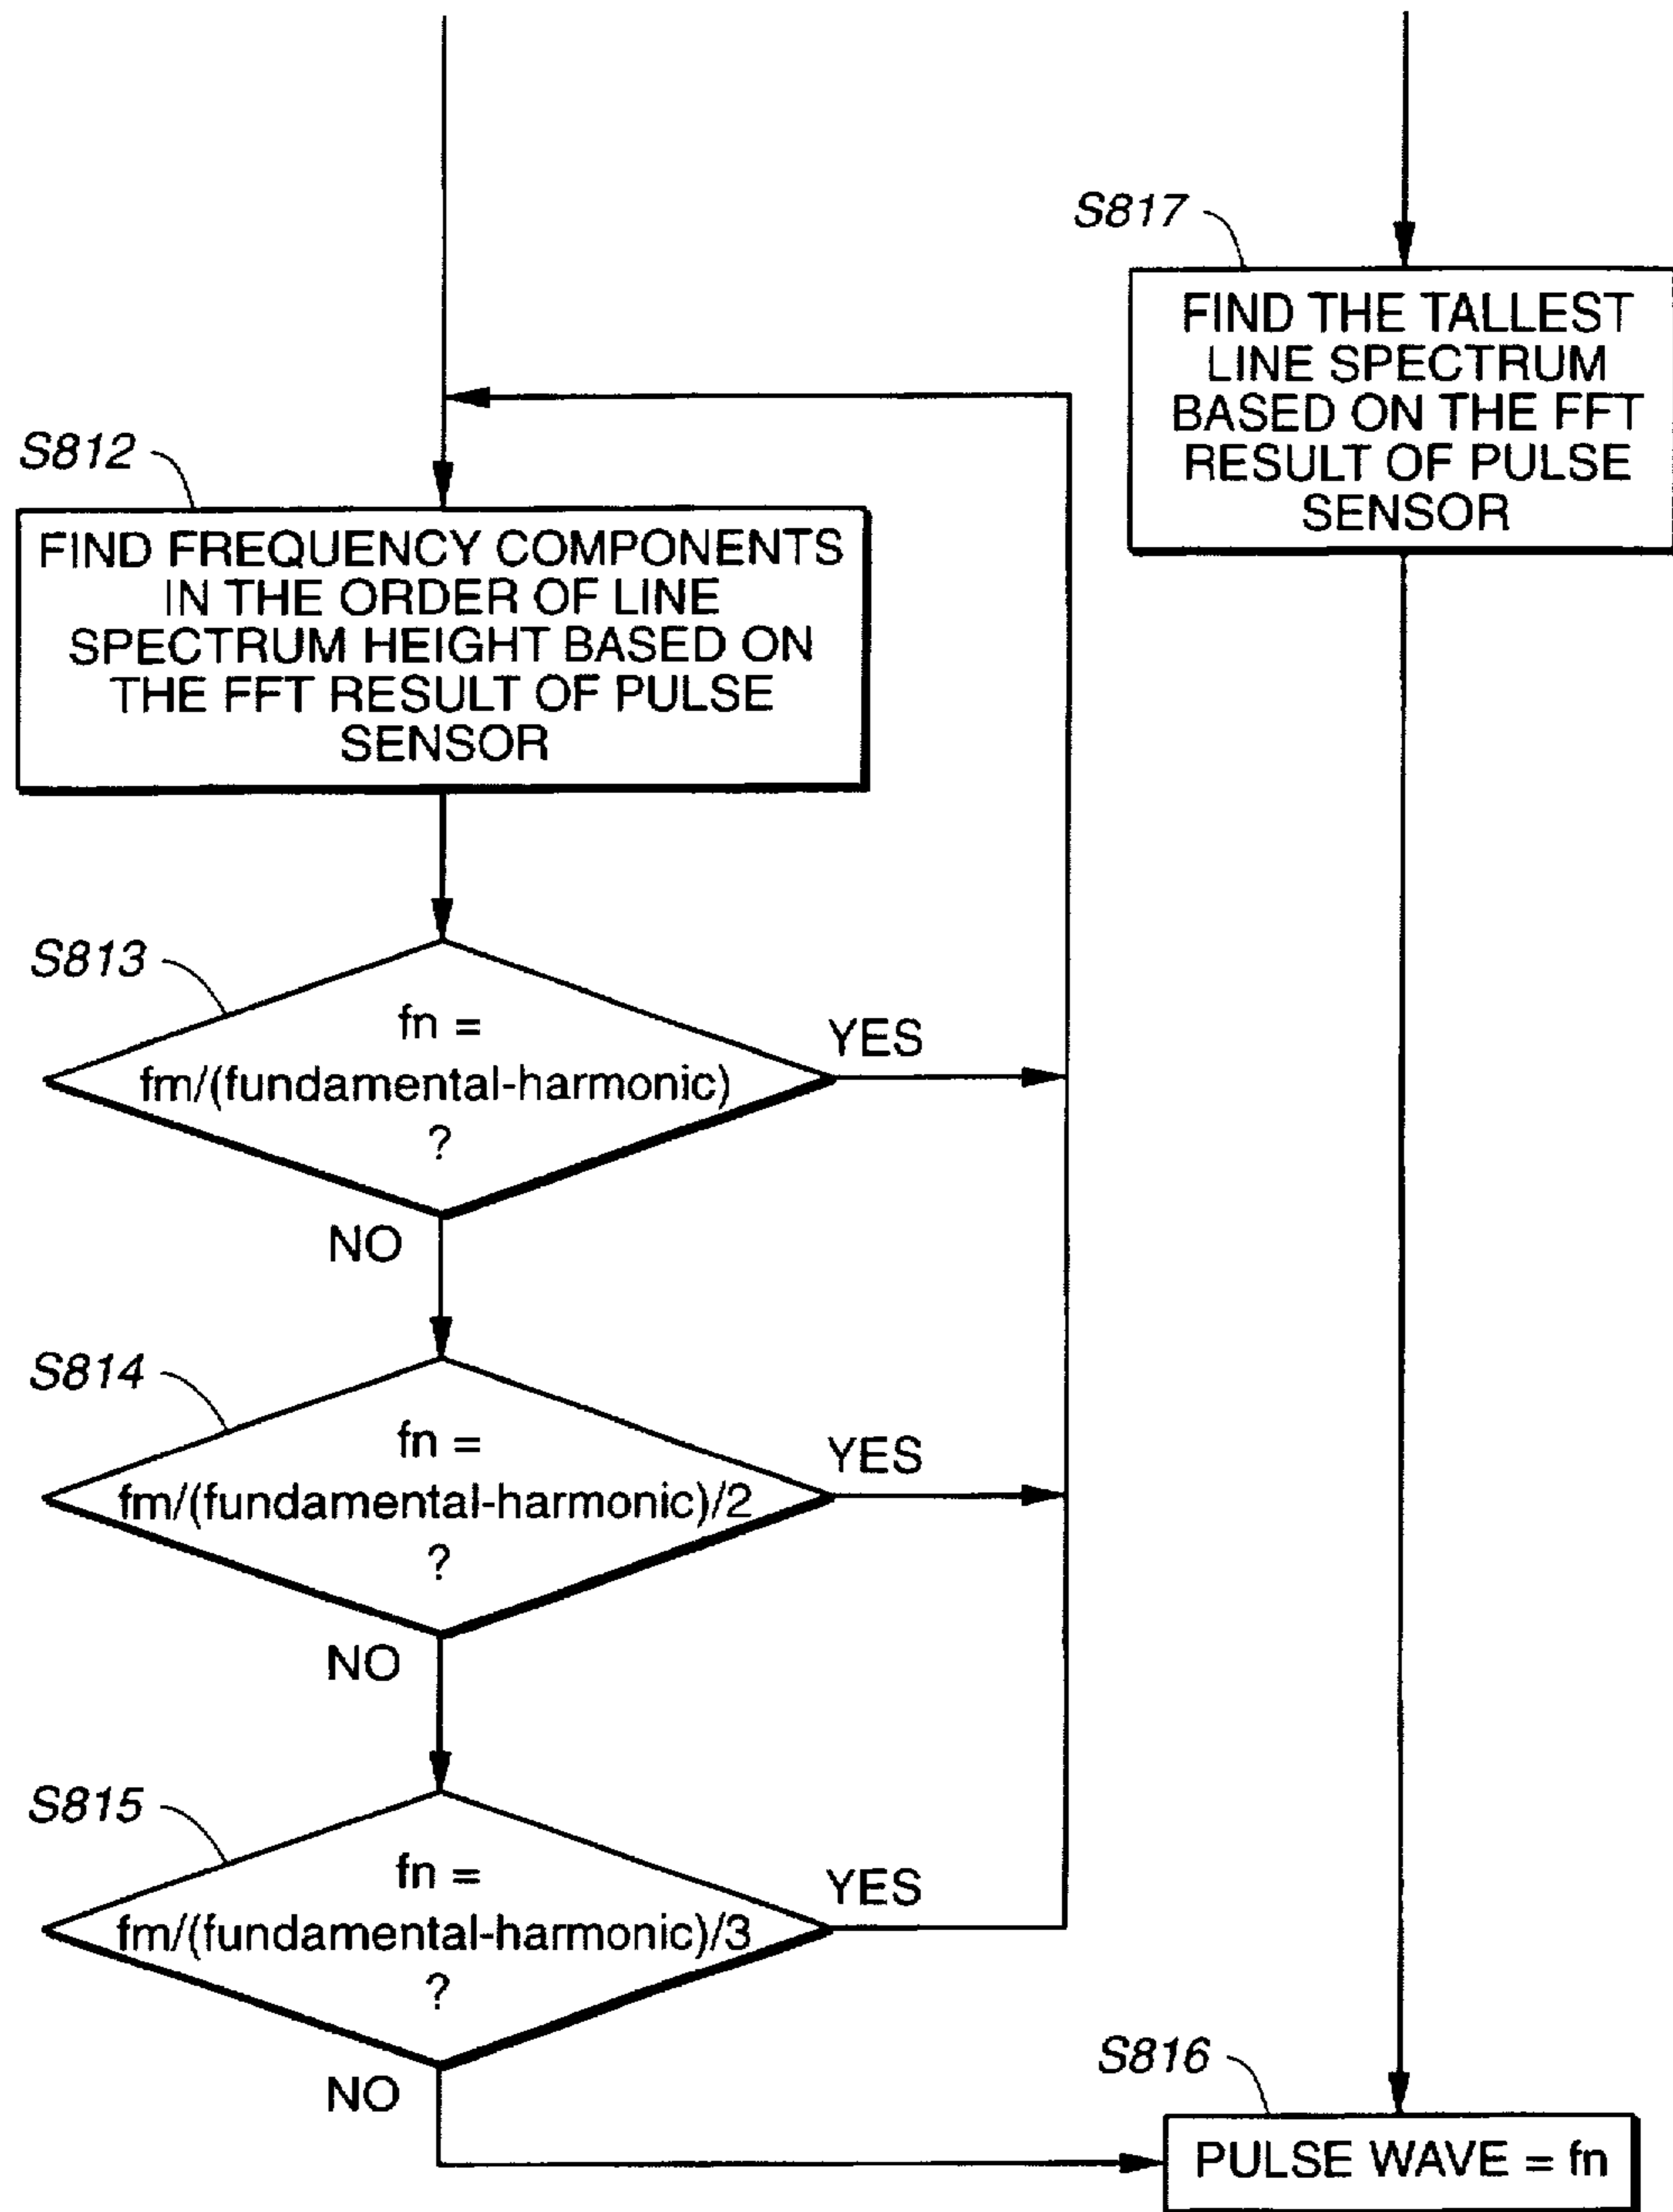 S812
FIND FREQUENCY COMPONENTS
IN THE ORDER OF LINE
SPECTRUM HEIGHT BASED ON
THE FFT RESULT OF PULSE
SENSOR
S813
fn =
fm/(fundamental-harmonic)
?
YES
NO
S814
fn =
fm/(fundamental-harmonic)/2
?
YES
NO
S815
fn =
fm/(fundamental-harmonic)/3
?
YES
NO
S817
FIND THE TALLEST
LINE SPECTRUM
BASED ON THE FFT
RESULT OF PULSE
SENSOR
S816
PULSE WAVE = fn